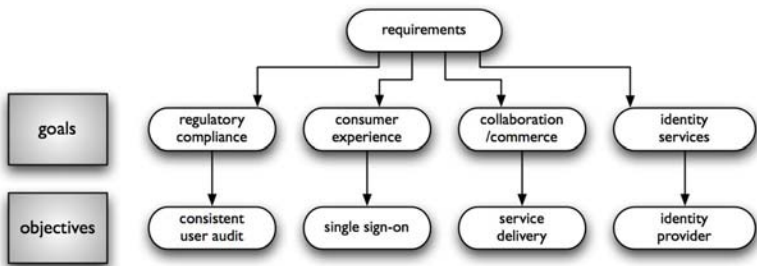 requirements
goals
regulatory
compliance
consumer
experience
collaboration
/commerce
identity
services
objectives
consistent
user audit
single sign-on
service
delivery
identity
provider